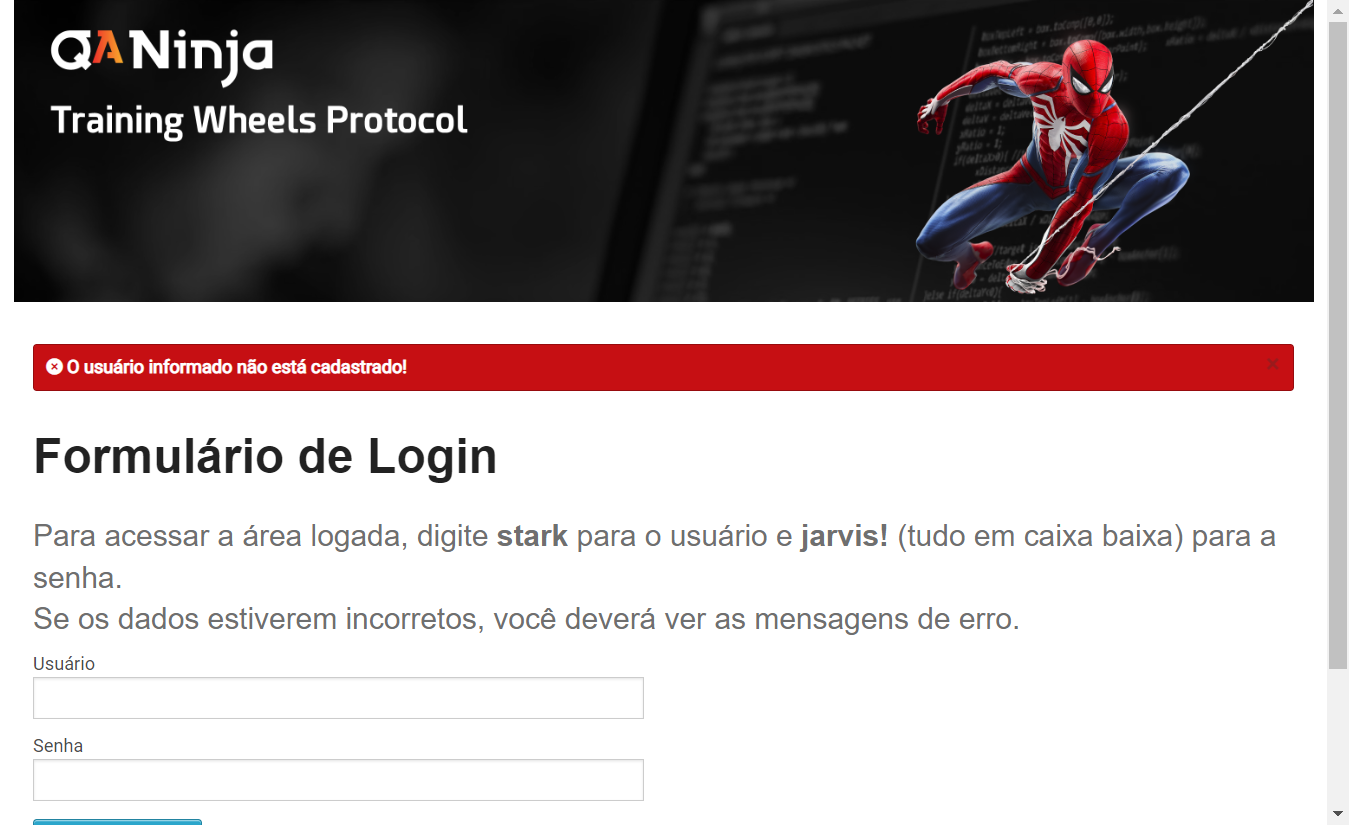 QANinja
Training Wheels Protocol
O usuário informado não está cadastrado!
×
Formulário de Login
Para acessar a área logada, digite stark para o usuário e jarvis! (tudo em caixa baixa) para a
senha.
Se os dados estiverem incorretos, você deverá ver as mensagens de erro.
Usuário
Senha